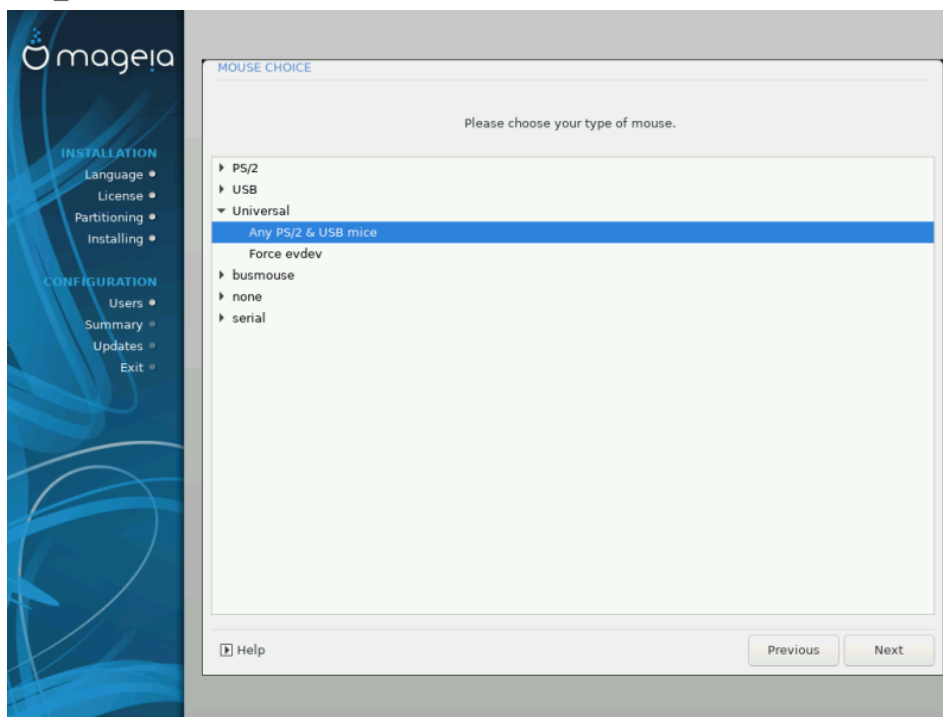 mageia
INSTALLATION
Language
License
Partitioning
Installing
CONFIGURATION
Users
Summary
Updates
Exit
MOUSE CHOICE
Please choose your type of mouse.
PS/2
USB
Universal
Any PS/2 & USB mice
Force evdev
busmouse
none
serial
Help
Previous
Next